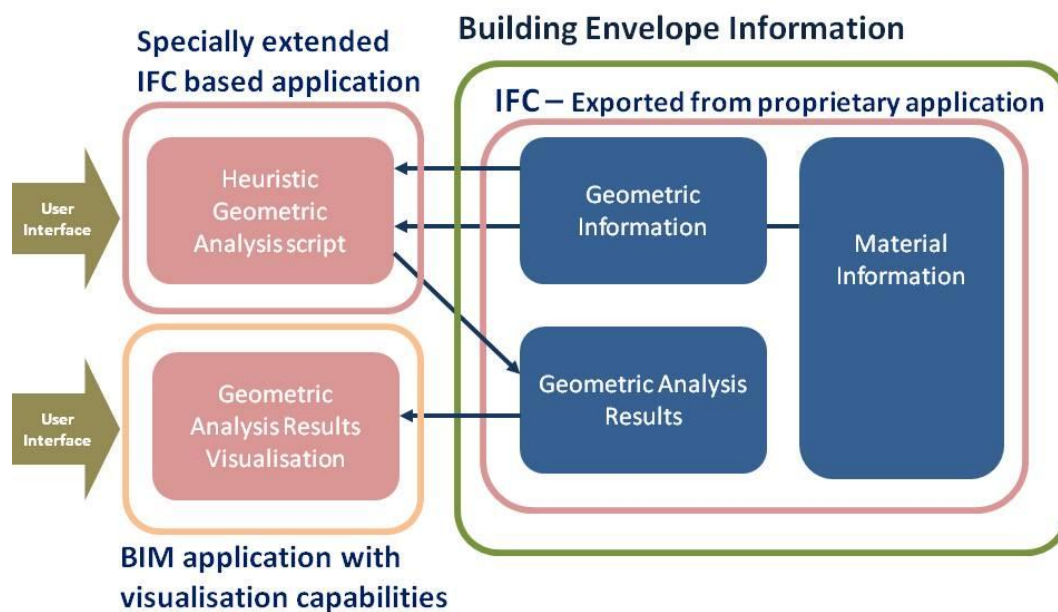 Specially extended
IFC based application
Building Envelope Information
IFC – Exported from proprietary application
User
Interface
Heuristic
Geometric
Analysis script
Geometric
Information
Material
Information
User
Interface
Geometric
Analysis Results
Visualisation
Geometric Analysis
Results
BIM application with
visualisation capabilities